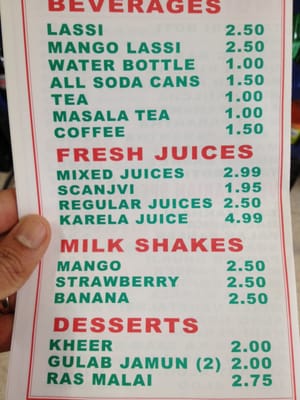 BEVERAGES
LASSI 2.50
MANGO LASSI 2.50
WATER BOTTLE 1.00
ALL SODA CANS 1.50
TEA 1.00
MASALA TEA 1.00
COFFEE 1.50
FRESH JUICES
MIXED JUICES 2.99
SCANJVI 1.95
REGULAR JUICES 2.50
KARELA JUICE 4.99
MILK SHAKES
MANGO 2.50
STRAWBERRY 2.50
BANANA 2.50
DESSERTS
KHEER 2.00
GULAB JAMUN (2) 2.00
RAS MALAI 2.75